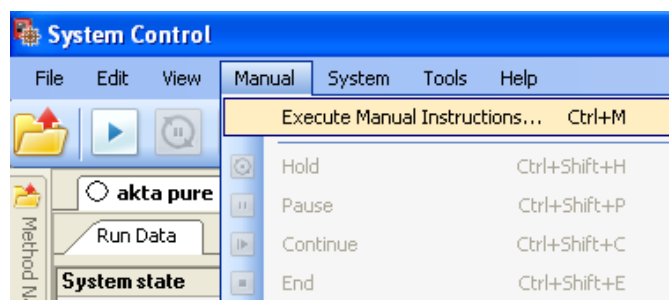 System Control
File Edit View Manual System Tools Help
Execute Manual Instructions... Ctrl+M
Hold Ctrl+Shift+H
akta pure
Pause Ctrl+Shift+P
Run Data
Continue Ctrl+Shift+C
System state
End Ctrl+Shift+E
Method